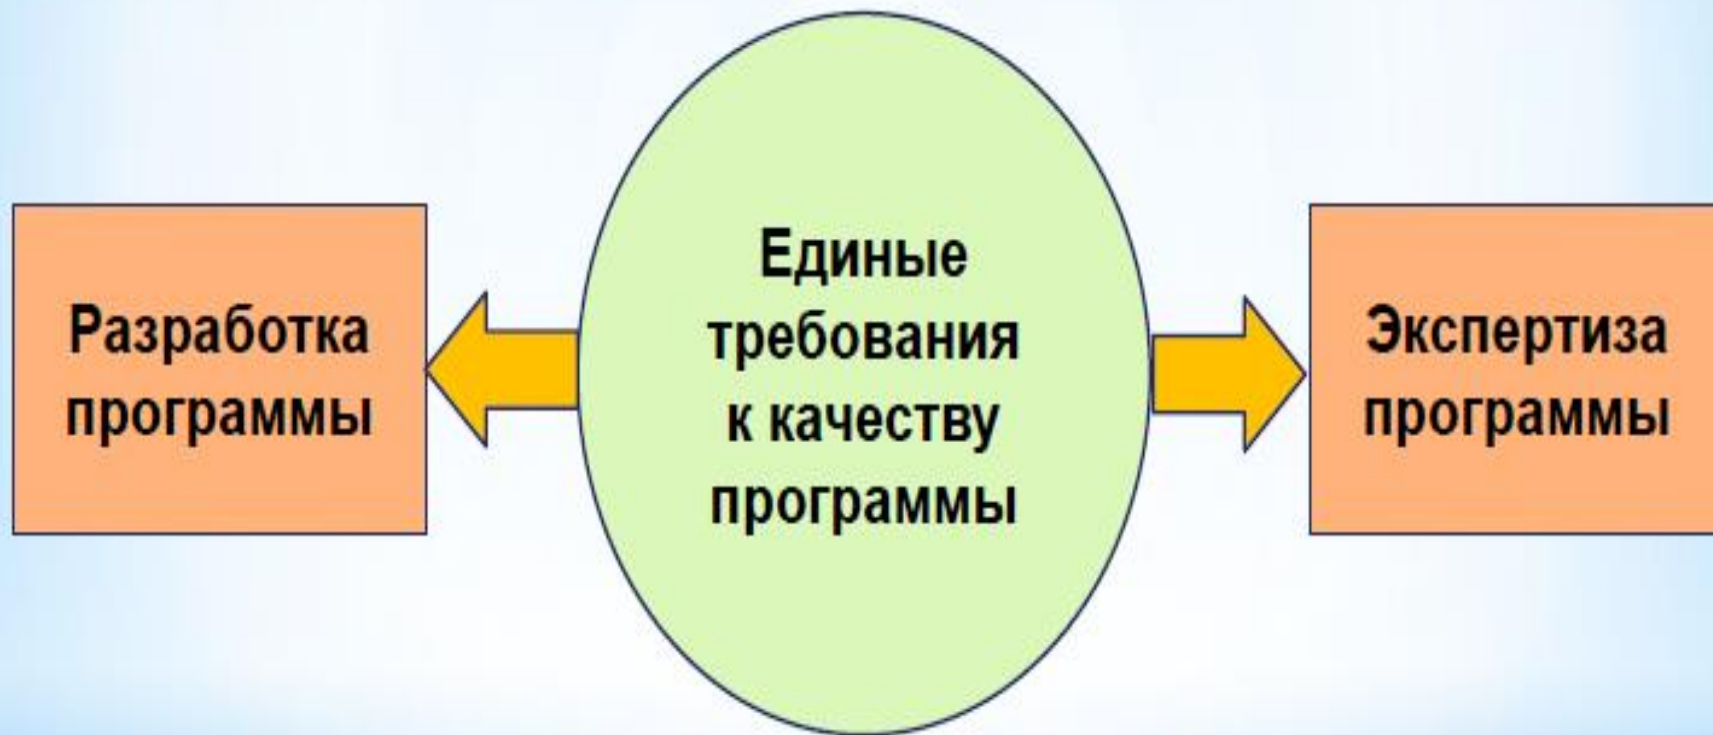 Разработка
программы
Единые
требования
к качеству
программы
Экспертиза
программы